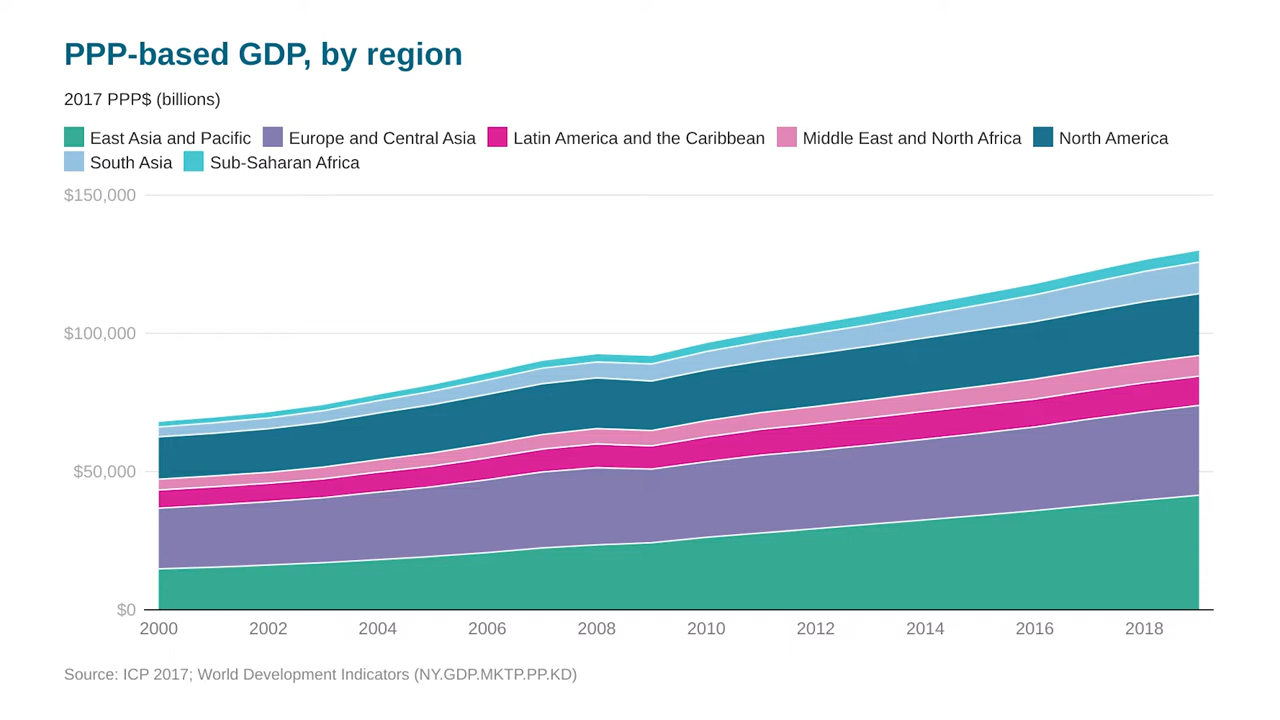 PPP-based GDP, by region
2017 PPP$ (billions)
East Asia and Pacific Europe and Central Asia Latin America and the Caribbean Middle East and North Africa North America
South Asia Sub-Saharan Africa
$150,000
$100,000
$50,000
$0
2000 2002 2004 2006 2008 2010 2012 2014 2016 2018
Source: ICP 2017; World Development Indicators (NY.GDP.MKTP.PP.KD)